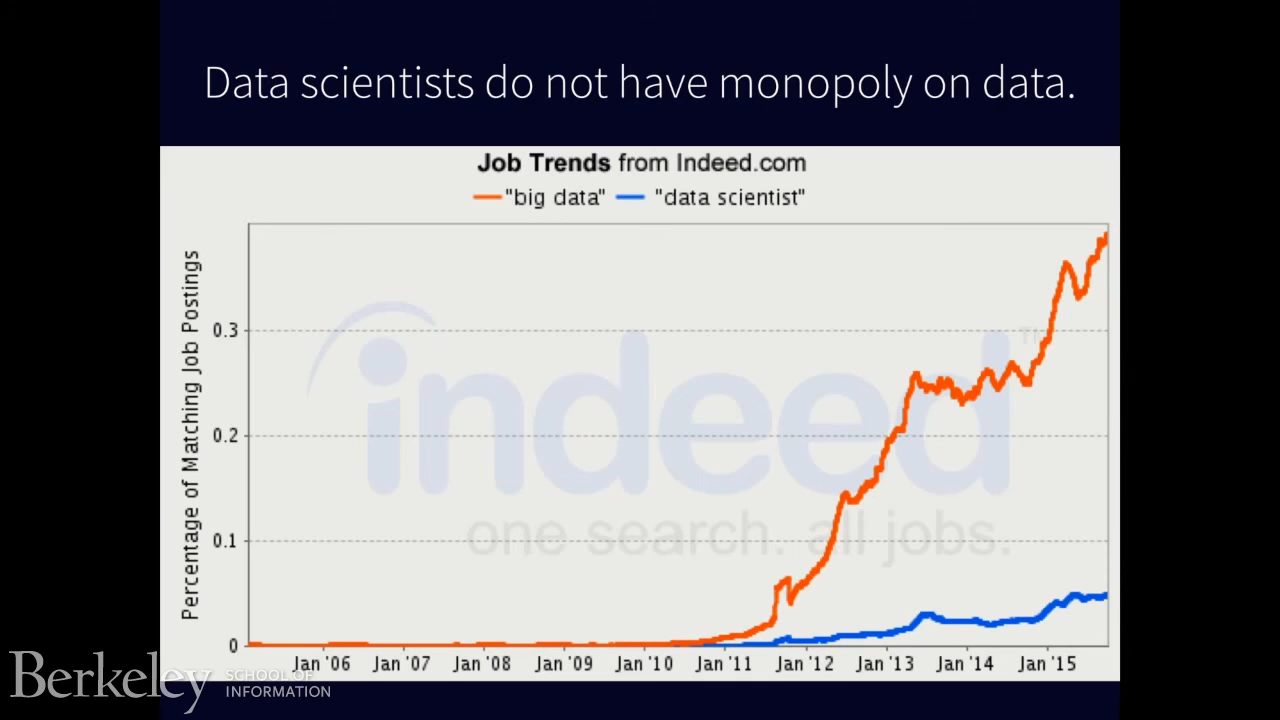 Data scientists do not have monopoly on data.
Job Trends from Indeed.com
"big data" "data scientist"
Percentage of Matching Job Postings
0.3
0.2
0.1
0
indeed
TM
one search. all jobs.
Jan '06 Jan '07 Jan '08 Jan '09 Jan '10 Jan '11 Jan '12 Jan '13 Jan '14 Jan '15
Berkeley
SCHOOL OF
INFORMATION